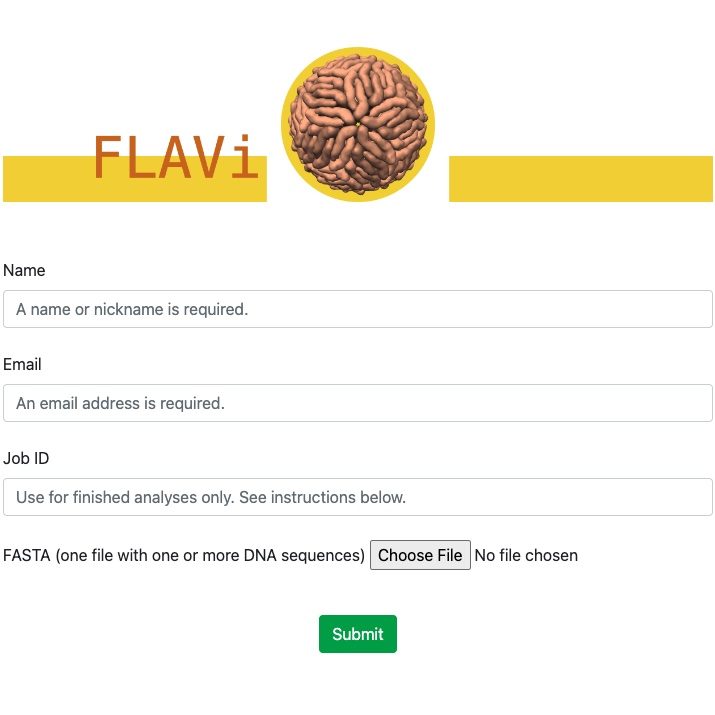 FLAVi
Name
A name or nickname is required.
Email
An email address is required.
Job ID
Use for finished analyses only. See instructions below.
FASTA (one file with one or more DNA sequences) Choose File No file chosen
Submit